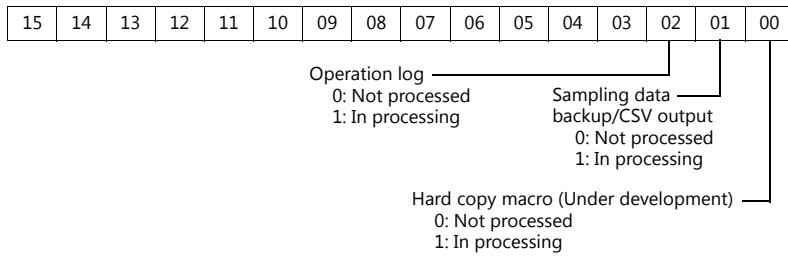 15 14 13 12 11 10 09 08 07 06 05 04 03 02 01 00
Operation log
0: Not processed
1: In processing
Sampling data
backup/CSV output
0: Not processed
1: In processing
Hard copy macro (Under development)
0: Not processed
1: In processing